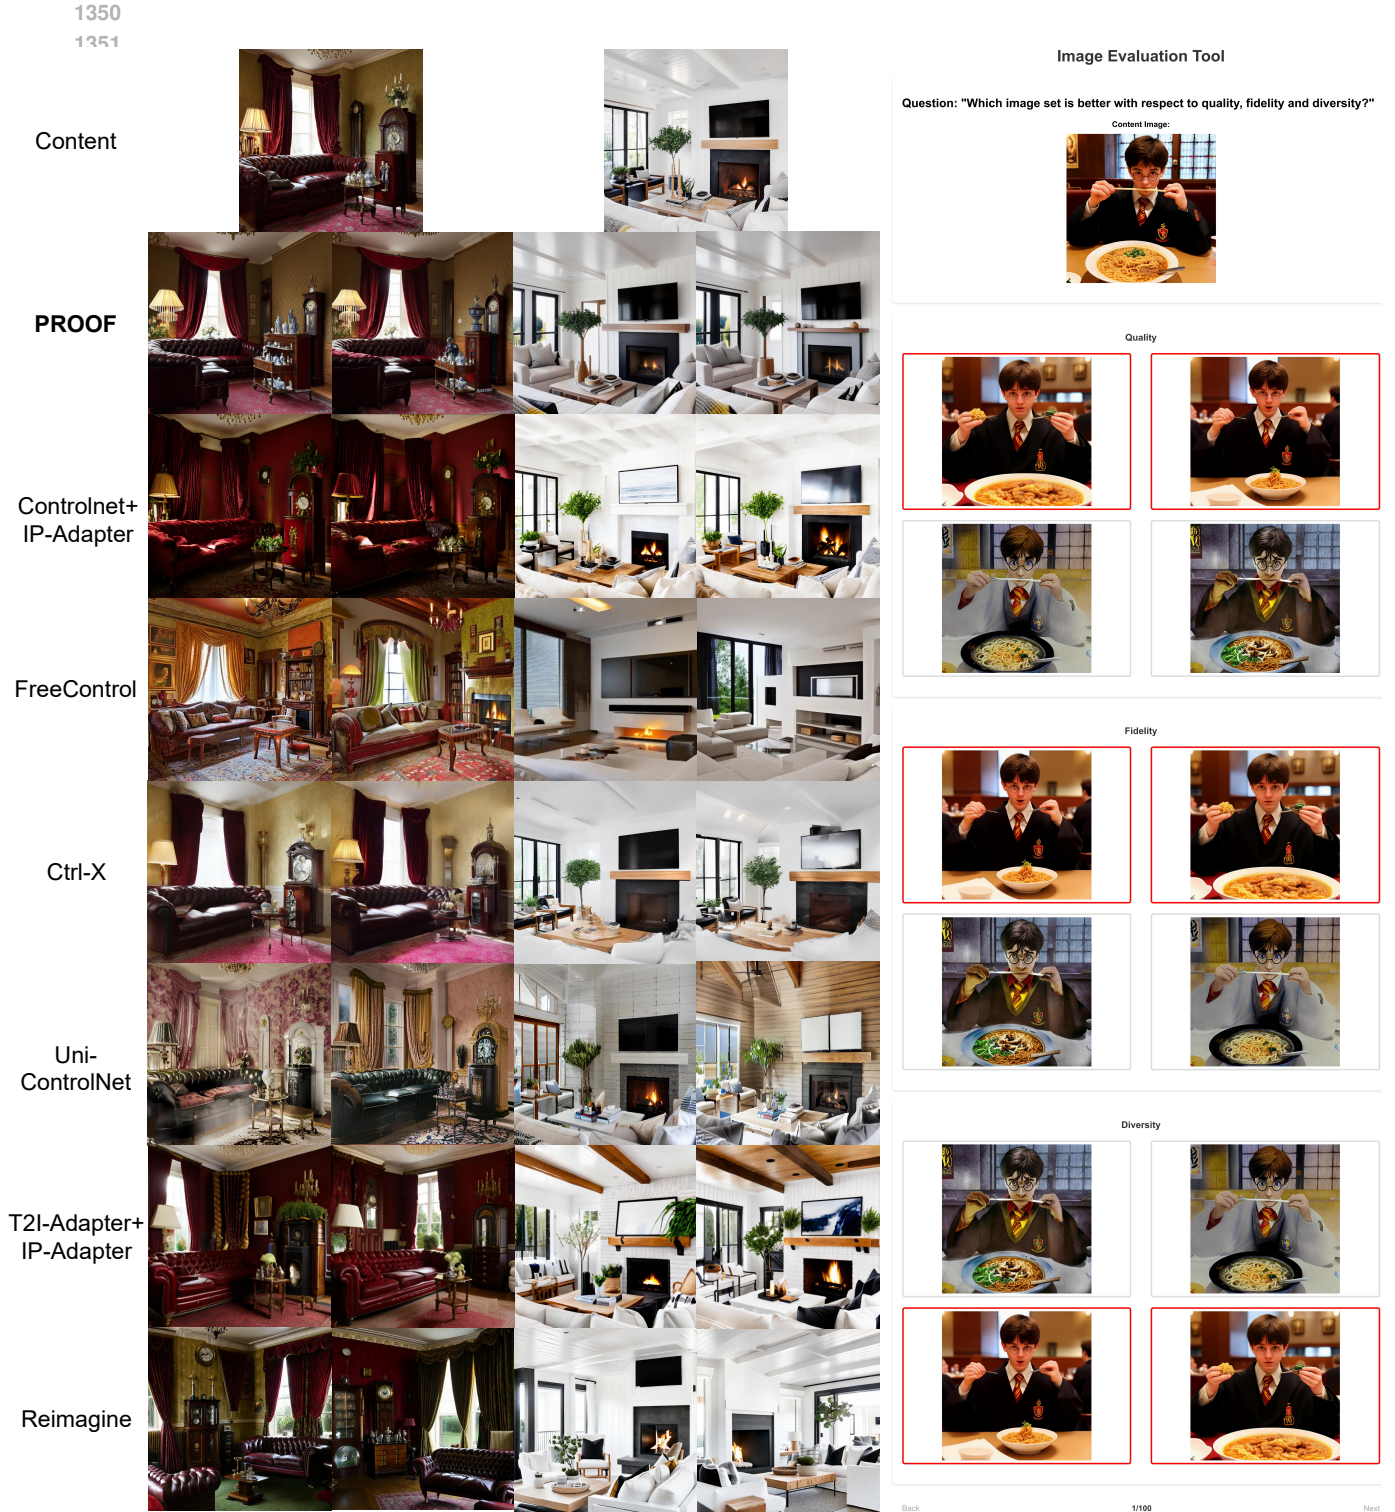 1350
1351
Content
PROOF
Controlnet+
IP-Adapter
FreeControl
Ctrl-X
Uni-
ControlNet
T2I-Adapter+
IP-Adapter
Reimagine
Image Evaluation Tool
Question: "Which image set is better with respect to quality, fidelity and diversity?"
Content Image:
Quality
Fidelity
Diversity
Back
1/100
Next